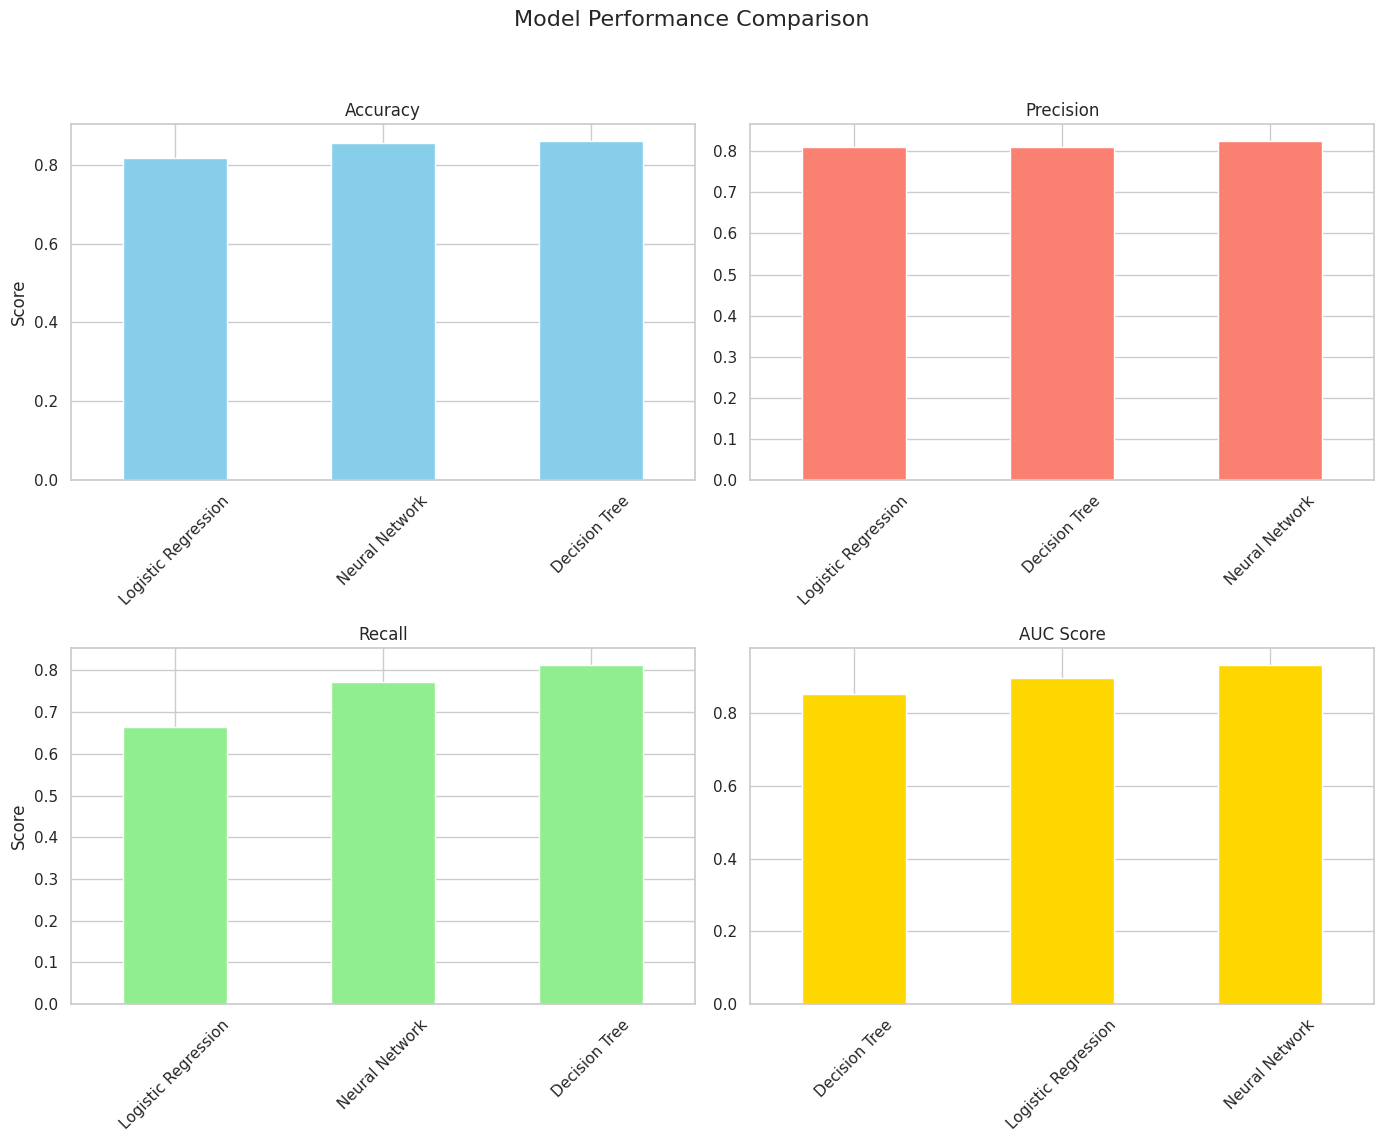 Model Performance Comparison
Accuracy
Score
0.8
0.6
0.4
0.2
0.0
Logistic Regression
Neural Network
Decision Tree
Precision
0.8
0.7
0.6
0.5
0.4
0.3
0.2
0.1
0.0
Logistic Regression
Decision Tree
Neural Network
Recall
Score
0.8
0.7
0.6
0.5
0.4
0.3
0.2
0.1
0.0
Logistic Regression
Neural Network
Decision Tree
AUC Score
0.8
0.6
0.4
0.2
0.0
Decision Tree
Logistic Regression
Neural Network